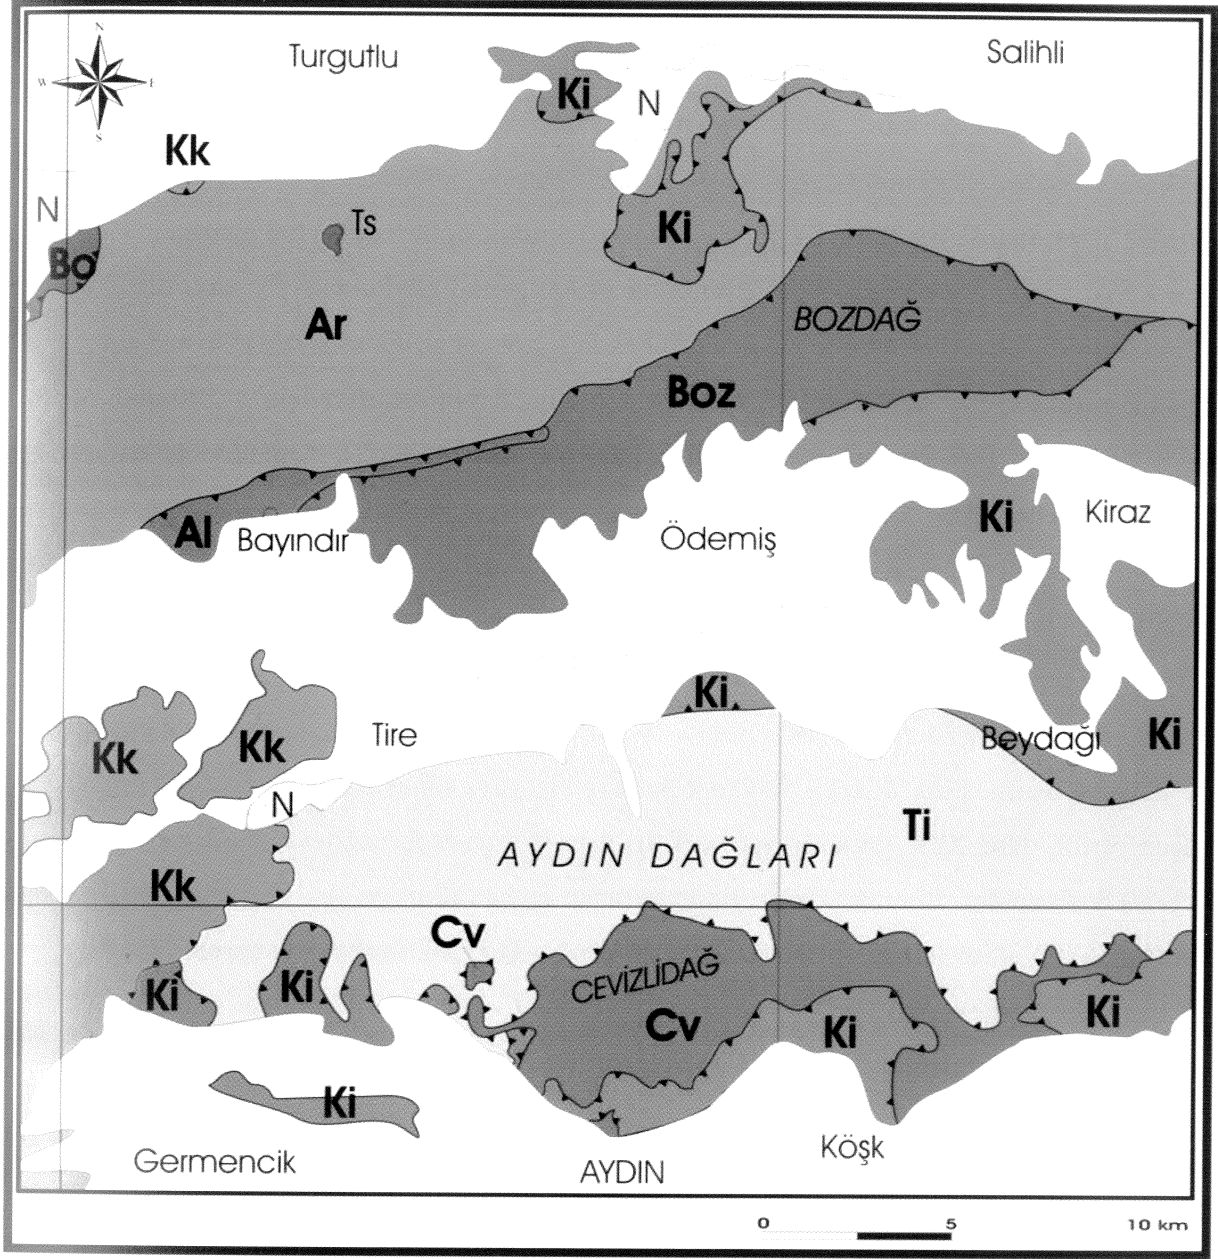 N
Turgutlu
Salihli
W
E
Ki
N
S
Kk
N
Ts
Ki
Bo
Ar
BOZDAĞ
Boz
Al
Bayındır
Ödemiş
Ki
Kiraz
Ki
Kk
Kk
Tire
Beydağı
Ki
N
Ti
AYDIN DAĞLARI
Kk
Cv
CEVİZLİDAĞ
Ki
Ki
Cv
Ki
Ki
Ki
Germencik
AYDIN
Köşk
0 5 10 km